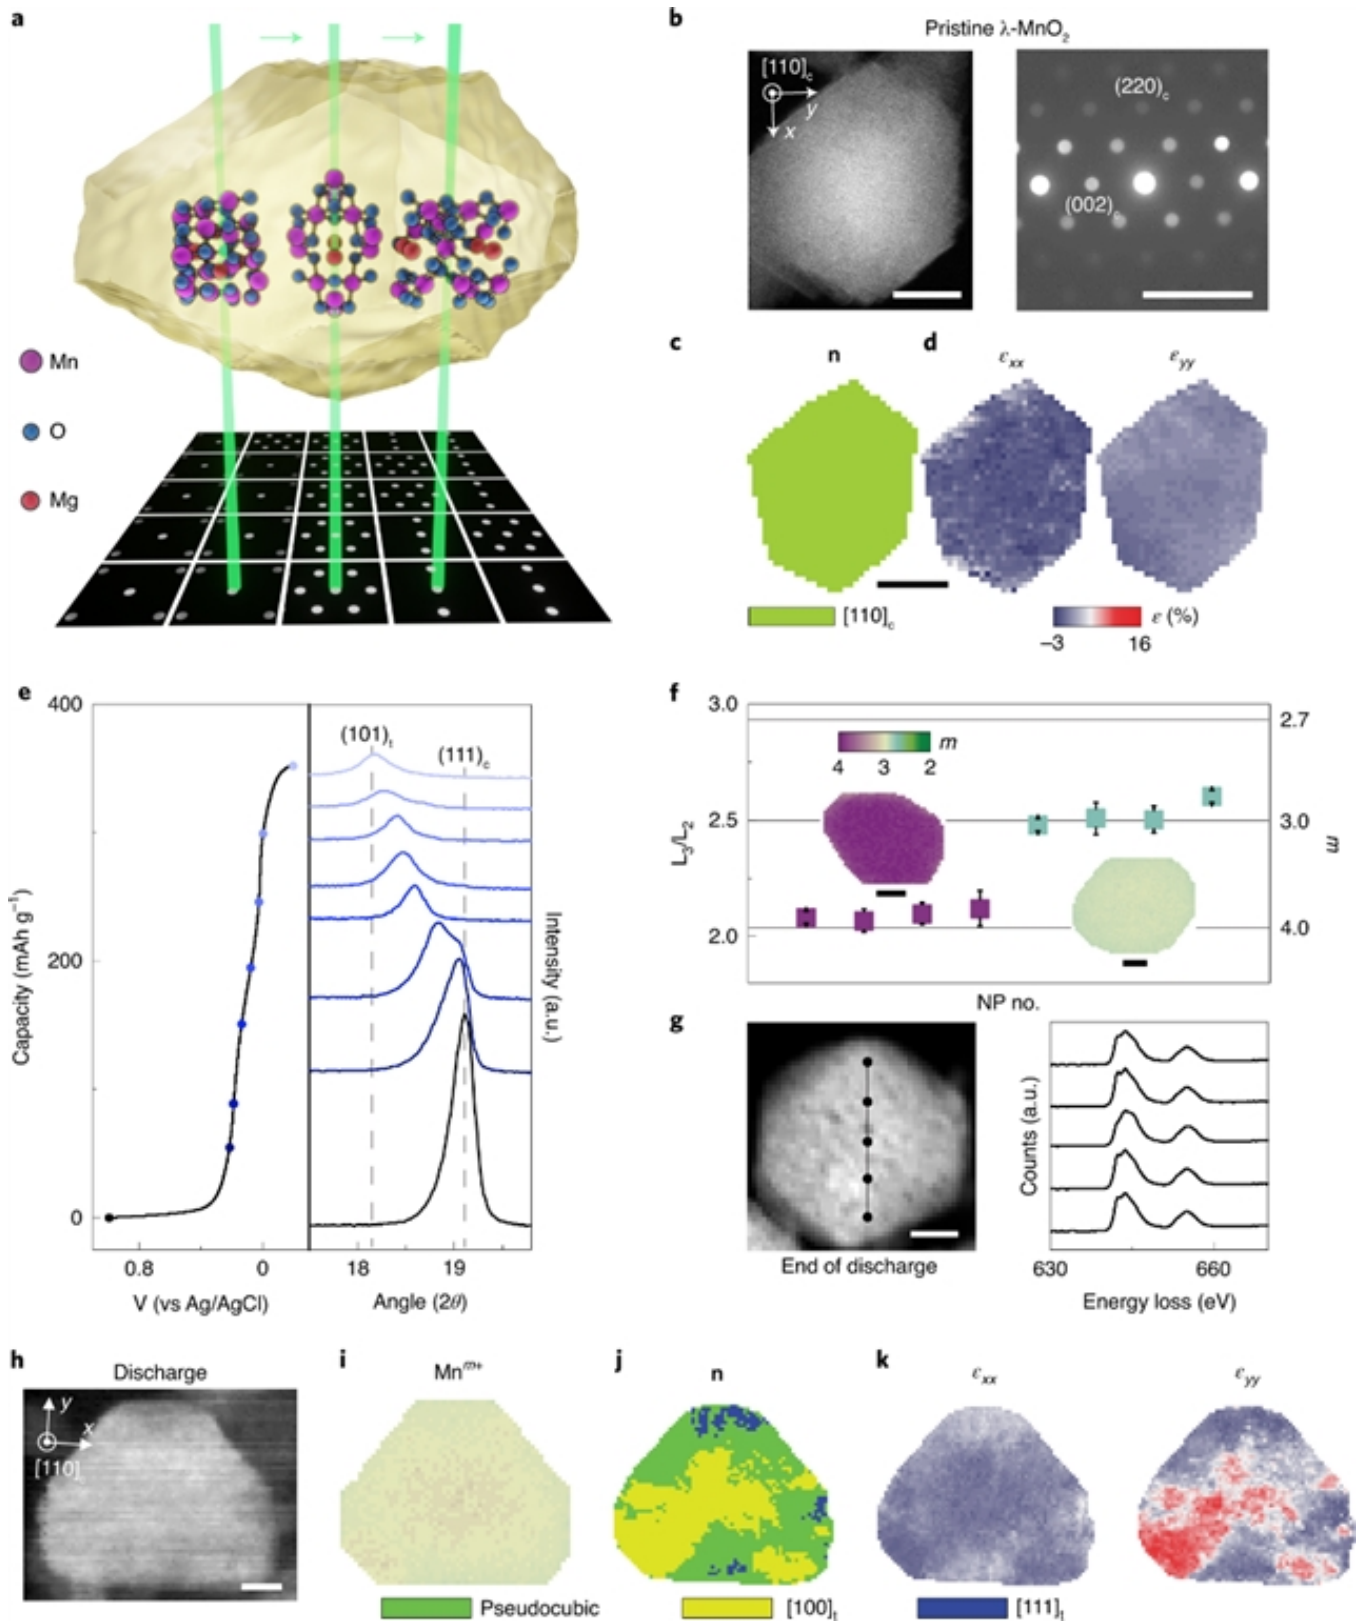 a
b
Pristine λ-MnO₂
[110]c
y
x
(220)c
(002)c
Mn
O
Mg
c
n
d
εxx
εyy
[110]c
ε (%)
−3
16
e
400
200
0
Capacity (mAh g⁻¹)
0.8
0
V (vs Ag/AgCl)
(101)t
(111)c
Intensity (a.u.)
18
19
Angle (2θ)
f
3.0
2.5
2.0
L₃/L₂
m
4
3
2
2.7
3.0
4.0
m
NP no.
g
End of discharge
Counts (a.u.)
630
660
Energy loss (eV)
h
Discharge
y
x
[110]
i
Mnᵐ⁺
j
n
k
εxx
εyy
Pseudocubic
[100]t
[111]t